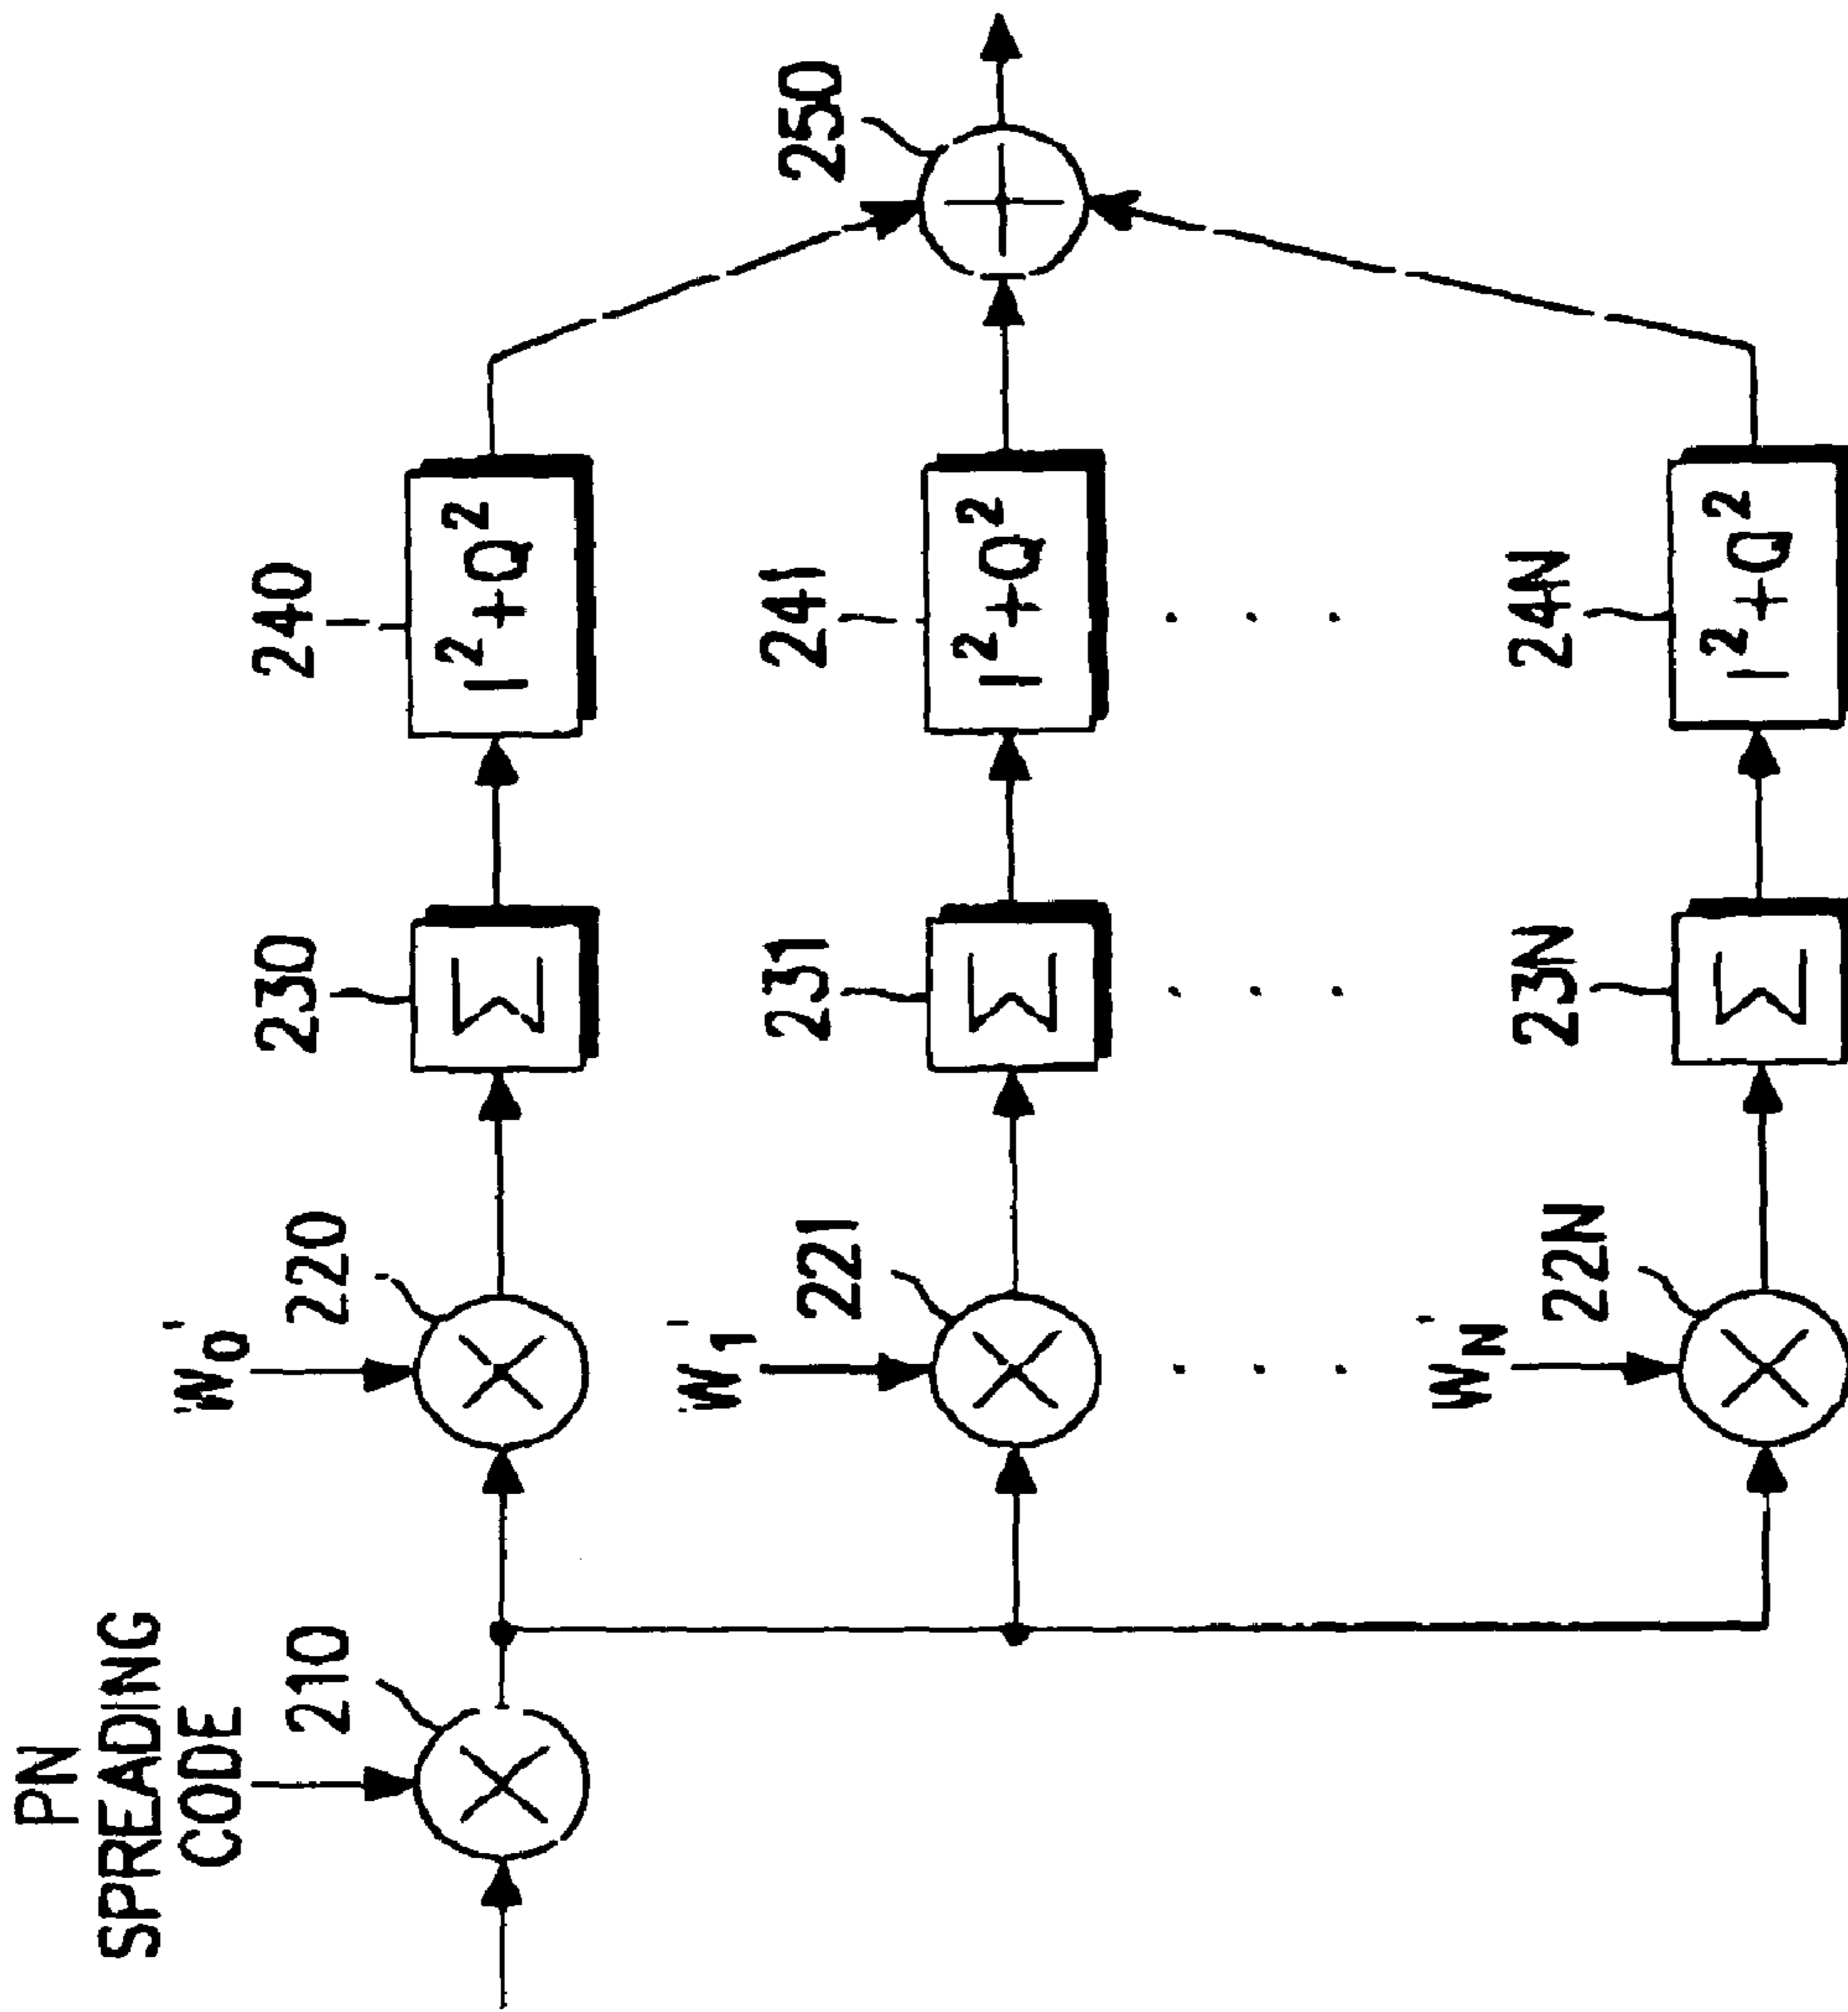 PN
SPREADING
CODE
210
'W₀'
220
230
Σ
240
I²+Q²
250
'W₁'
221
231
Σ
241
I²+Q²
'W_N'
22N
23N
Σ
24N
I²+Q²